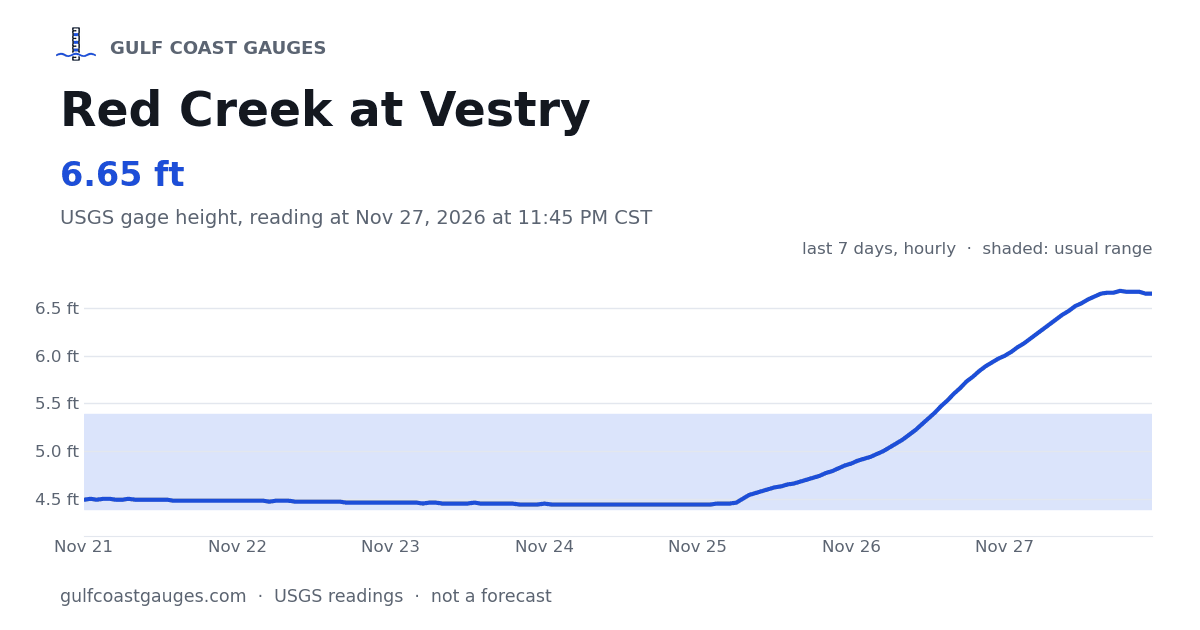 GULF COAST GAUGES
Red Creek at Vestry
6.65 ft
USGS gage height, reading at Nov 27, 2026 at 11:45 PM CST
last 7 days, hourly · shaded: usual range
6.5 ft
6.0 ft
5.5 ft
5.0 ft
4.5 ft
Nov 21 Nov 22 Nov 23 Nov 24 Nov 25 Nov 26 Nov 27
gulfcoastgauges.com · USGS readings · not a forecast